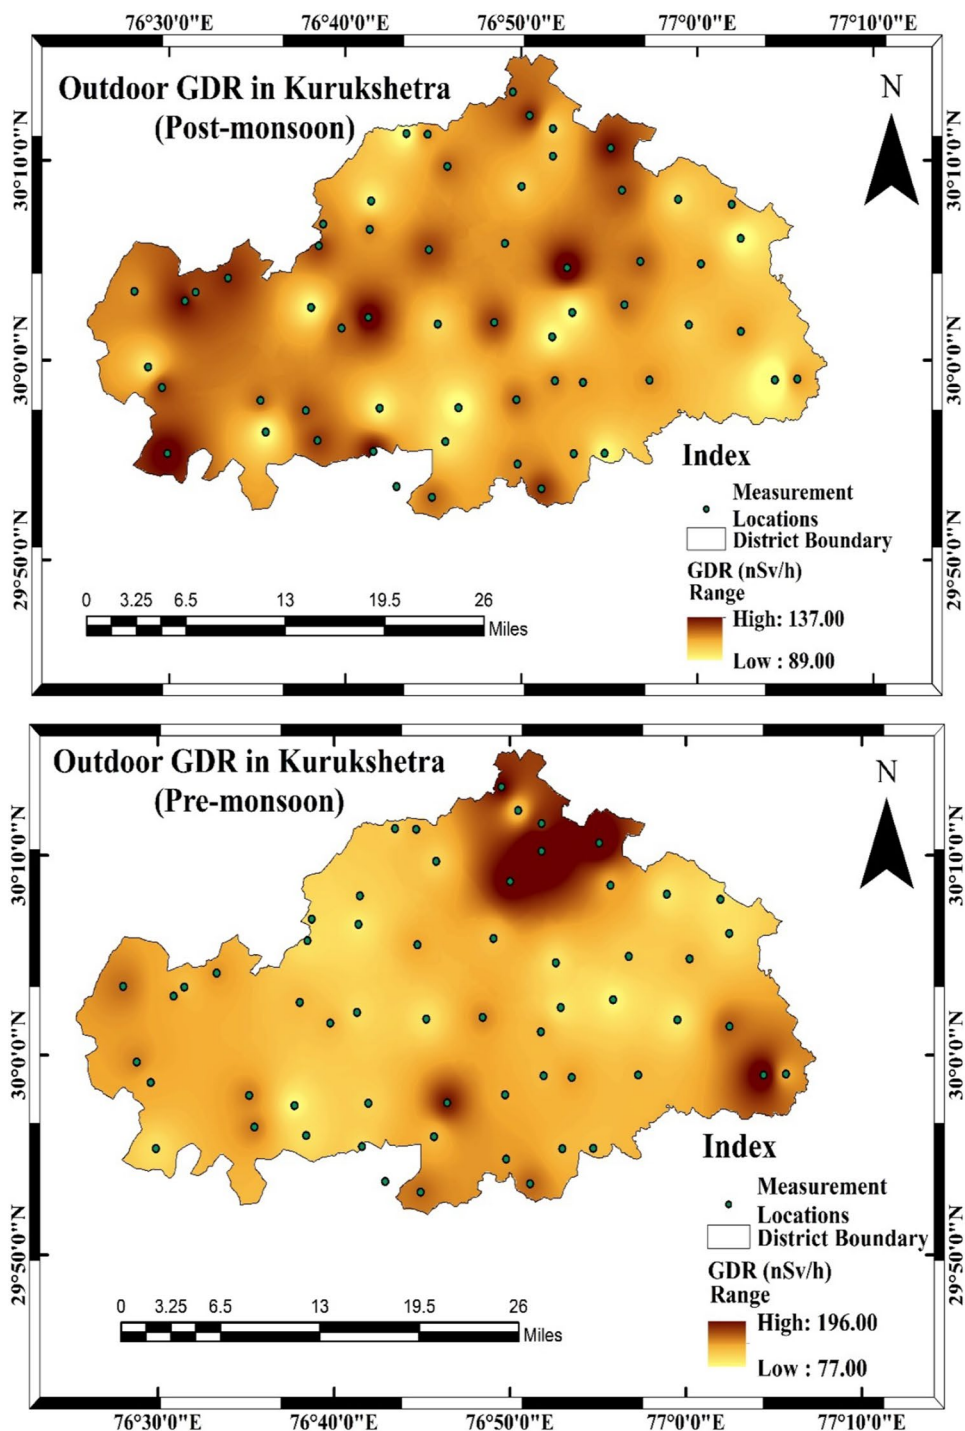 76°30'0"E 76°40'0"E 76°50'0"E 77°0'0"E 77°10'0"E
Outdoor GDR in Kurukshetra
(Post-monsoon)
N
30°10'0"N 30°10'0"N
30°0'0"N 30°0'0"N
29°50'0"N 29°50'0"N
Index
Measurement
Locations
District Boundary
GDR (nSv/h)
Range
High: 137.00
Low : 89.00
0 3.25 6.5 13 19.5 26
Miles
Outdoor GDR in Kurukshetra
(Pre-monsoon)
N
30°10'0"N 30°10'0"N
30°0'0"N 30°0'0"N
29°50'0"N 29°50'0"N
Index
Measurement
Locations
District Boundary
GDR (nSv/h)
Range
High: 196.00
Low : 77.00
0 3.25 6.5 13 19.5 26
Miles
76°30'0"E 76°40'0"E 76°50'0"E 77°0'0"E 77°10'0"E